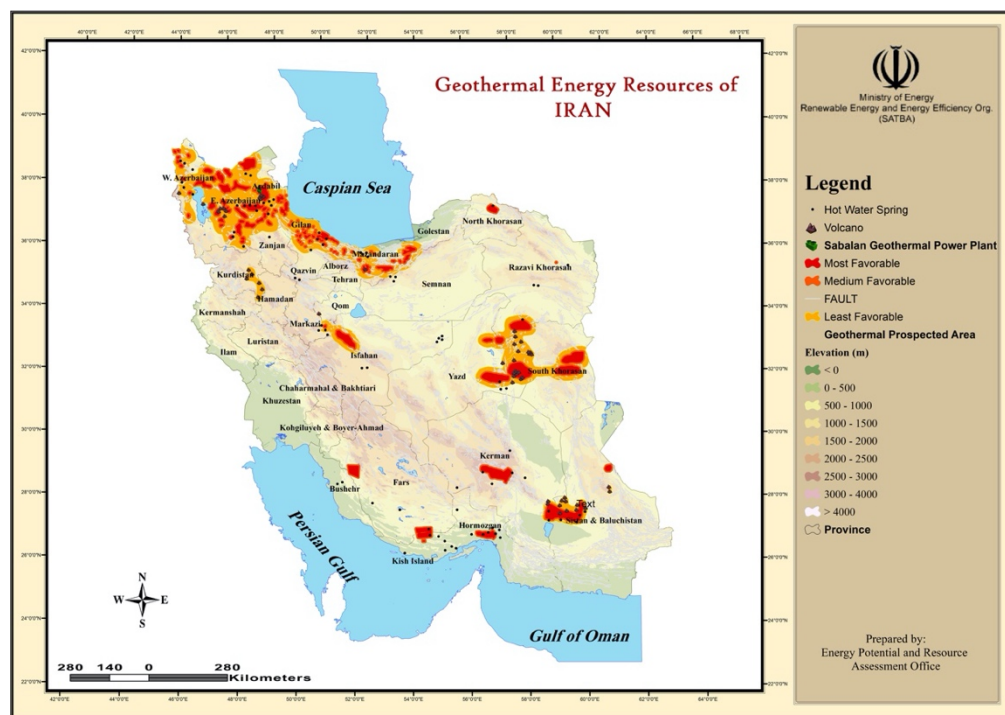 Geothermal Energy Resources of
IRAN
Caspian Sea
W. Azerbaijan
Ardabil
E. Azerbaijan
Gilan
Zanjan
Golestan
North Khorasan
Mazandaran
Kurdistan
Qazvin
Alborz
Tehran
Semnan
Razavi Khorasan
Hamadan
Qom
Kermanshah
Markazi
Luristan
Ilam
Isfahan
Yazd
South Khorasan
Chaharmahal & Bakhtiari
Khuzestan
Kohgiluyeh & Boyer-Ahmad
Kerman
Fars
Bushehr
Text
Sistan & Baluchistan
Hormozgan
Kish Island
Persian Gulf
Gulf of Oman
N
W
E
S
280 140 0 280
Kilometers
Ministry of Energy
Renewable Energy and Energy Efficiency Org.
(SATBA)
Legend
Hot Water Spring
Volcano
Sabalan Geothermal Power Plant
Most Favorable
Medium Favorable
FAULT
Least Favorable
Geothermal Prospected Area
Elevation (m)
< 0
0 - 500
500 - 1000
1000 - 1500
1500 - 2000
2000 - 2500
2500 - 3000
3000 - 4000
> 4000
Province
Prepared by:
Energy Potential and Resource
Assessment Office